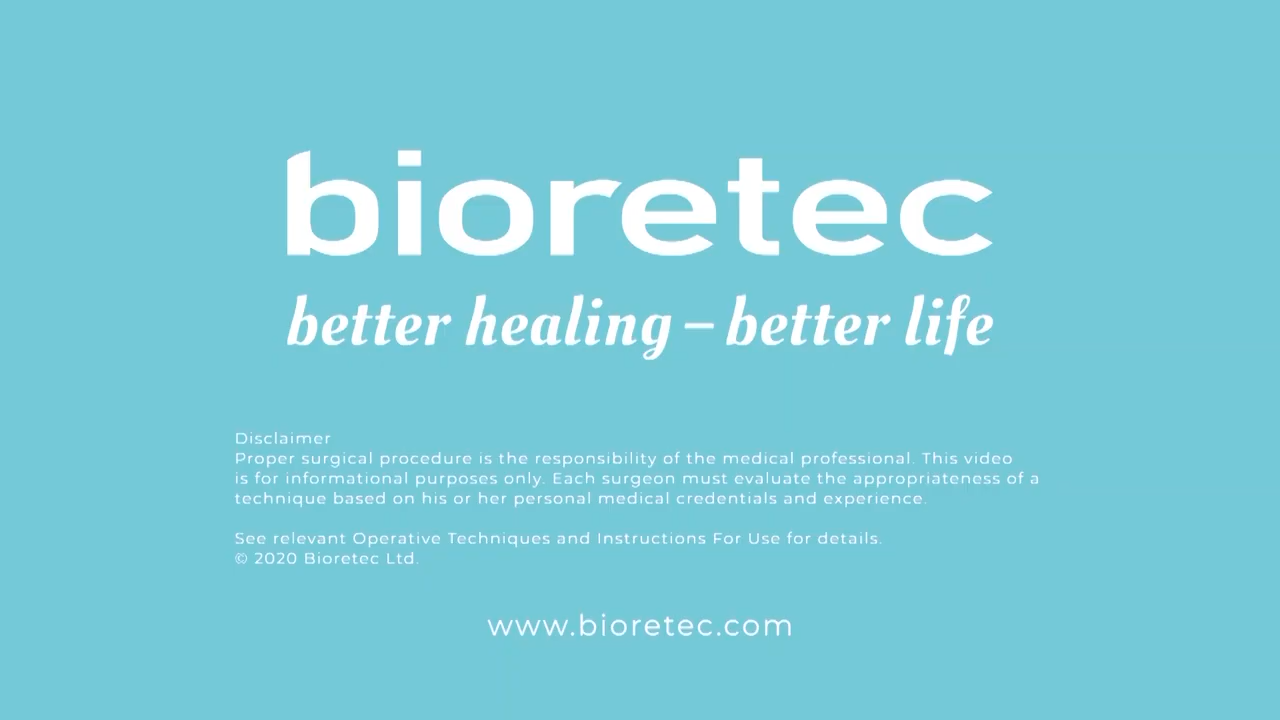 bioretec
better healing – better life
Disclaimer
Proper surgical procedure is the responsibility of the medical professional. This video
is for informational purposes only. Each surgeon must evaluate the appropriateness of a
technique based on his or her personal medical credentials and experience.
See relevant Operative Techniques and Instructions For Use for details.
© 2020 Bioretec Ltd.
www.bioretec.com